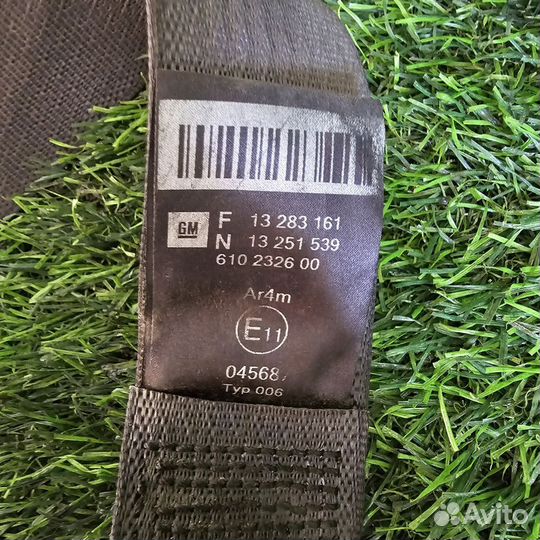 GM F 13 283 161
N 13 251 539
610 2326 00
Ar4m
E11
04568
Typ 006
Avito